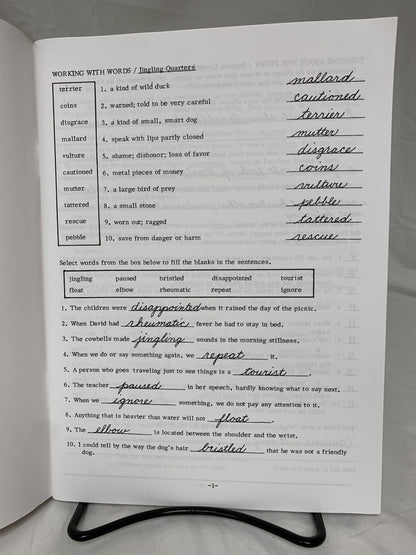 WORKING WITH WORDS / Jingling Quarters
terrier 1. a kind of wild duck mallard
coins 2. warned; told to be very careful cautioned
disgrace 3. a kind of small, smart dog terrier
mallard 4. speak with lips partly closed mutter
vulture 5. shame; dishonor; loss of favor disgrace
cautioned 6. metal pieces of money coins
mutter 7. a large bird of prey vulture
tattered 8. a small stone pebble
rescue 9. worn out; ragged tattered
pebble 10. save from danger or harm rescue
Select words from the box below to fill the blanks in the sentences.
jingling paused bristled disappointed tourist
float elbow rheumatic repeat ignore
1. The children were disappointed when it rained the day of the picnic.
2. When David had rheumatic fever he had to stay in bed.
3. The cowbells made jingling sounds in the morning stillness.
4. When we do or say something again, we repeat it.
5. A person who goes traveling just to see things is a tourist.
6. The teacher paused in her speech, hardly knowing what to say next.
7. When we ignore something, we do not pay any attention to it.
8. Anything that is heavier than water will not float.
9. The elbow is located between the shoulder and the wrist.
10. I could tell by the way the dog's hair bristled that he was not a friendly
dog.
-1-